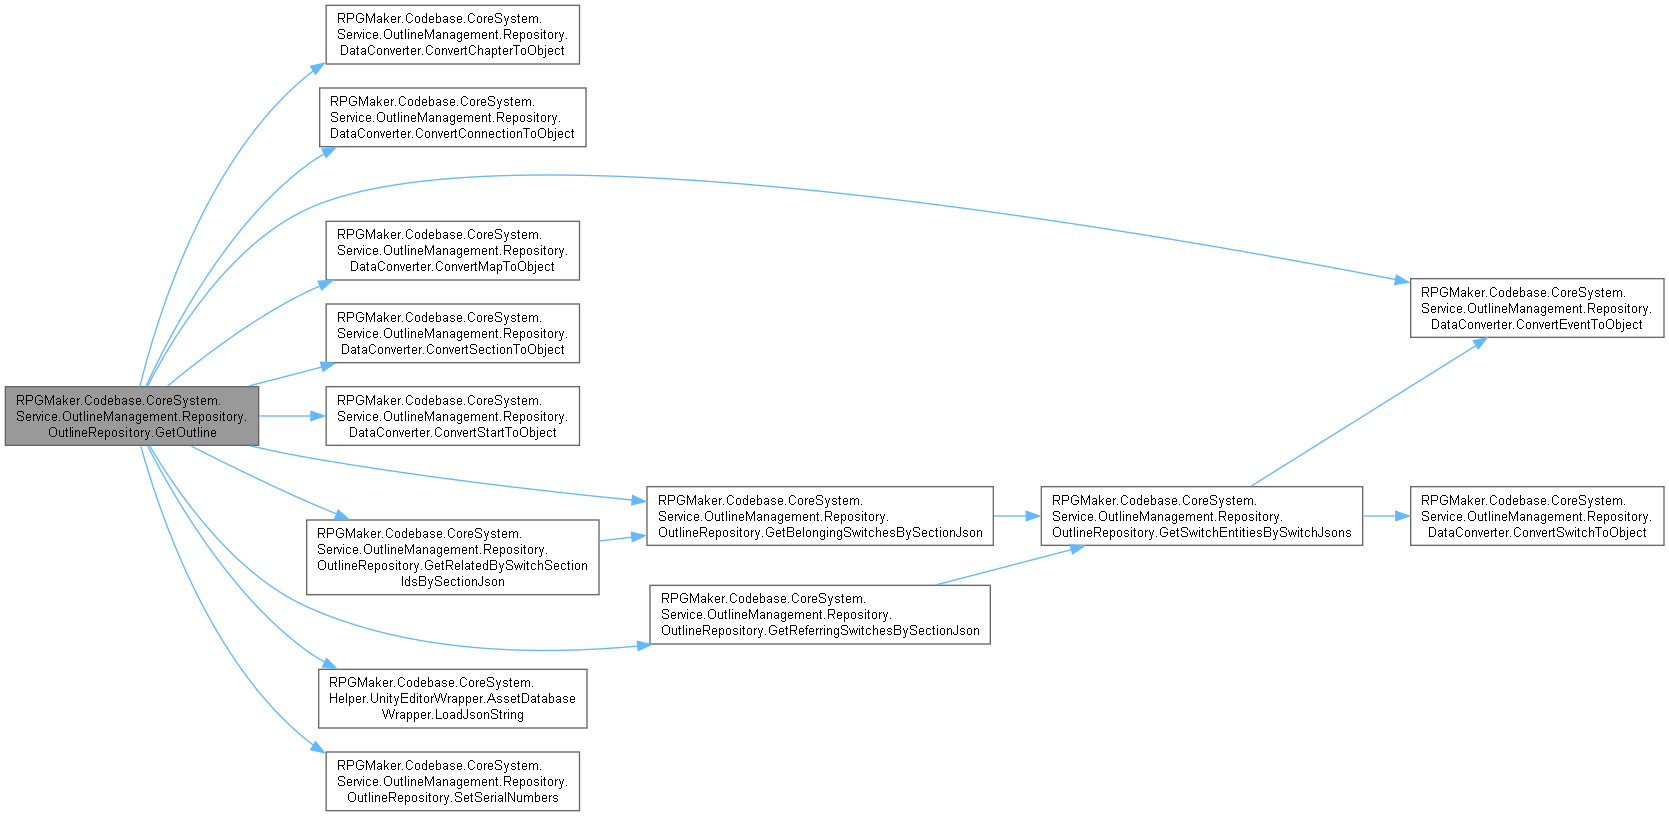 RPGMaker.Codebase.CoreSystem.
Service.OutlineManagement.Repository.
DataConverter.ConvertChapterToObject
RPGMaker.Codebase.CoreSystem.
Service.OutlineManagement.Repository.
DataConverter.ConvertConnectionToObject
RPGMaker.Codebase.CoreSystem.
Service.OutlineManagement.Repository.
DataConverter.ConvertMapToObject
RPGMaker.Codebase.CoreSystem.
Service.OutlineManagement.Repository.
DataConverter.ConvertEventToObject
RPGMaker.Codebase.CoreSystem.
Service.OutlineManagement.Repository.
DataConverter.ConvertSectionToObject
RPGMaker.Codebase.CoreSystem.
Service.OutlineManagement.Repository.
OutlineRepository.GetOutline
RPGMaker.Codebase.CoreSystem.
Service.OutlineManagement.Repository.
DataConverter.ConvertStartToObject
RPGMaker.Codebase.CoreSystem.
Service.OutlineManagement.Repository.
OutlineRepository.GetBelongingSwitchesBySectionJson
RPGMaker.Codebase.CoreSystem.
Service.OutlineManagement.Repository.
OutlineRepository.GetSwitchEntitiesBySwitchJsons
RPGMaker.Codebase.CoreSystem.
Service.OutlineManagement.Repository.
DataConverter.ConvertSwitchToObject
RPGMaker.Codebase.CoreSystem.
Service.OutlineManagement.Repository.
OutlineRepository.GetRelatedBySwitchSection
IdsBySectionJson
RPGMaker.Codebase.CoreSystem.
Service.OutlineManagement.Repository.
OutlineRepository.GetReferringSwitchesBySectionJson
RPGMaker.Codebase.CoreSystem.
Helper.UnityEditorWrapper.AssetDatabase
Wrapper.LoadJsonString
RPGMaker.Codebase.CoreSystem.
Service.OutlineManagement.Repository.
OutlineRepository.SetSerialNumbers